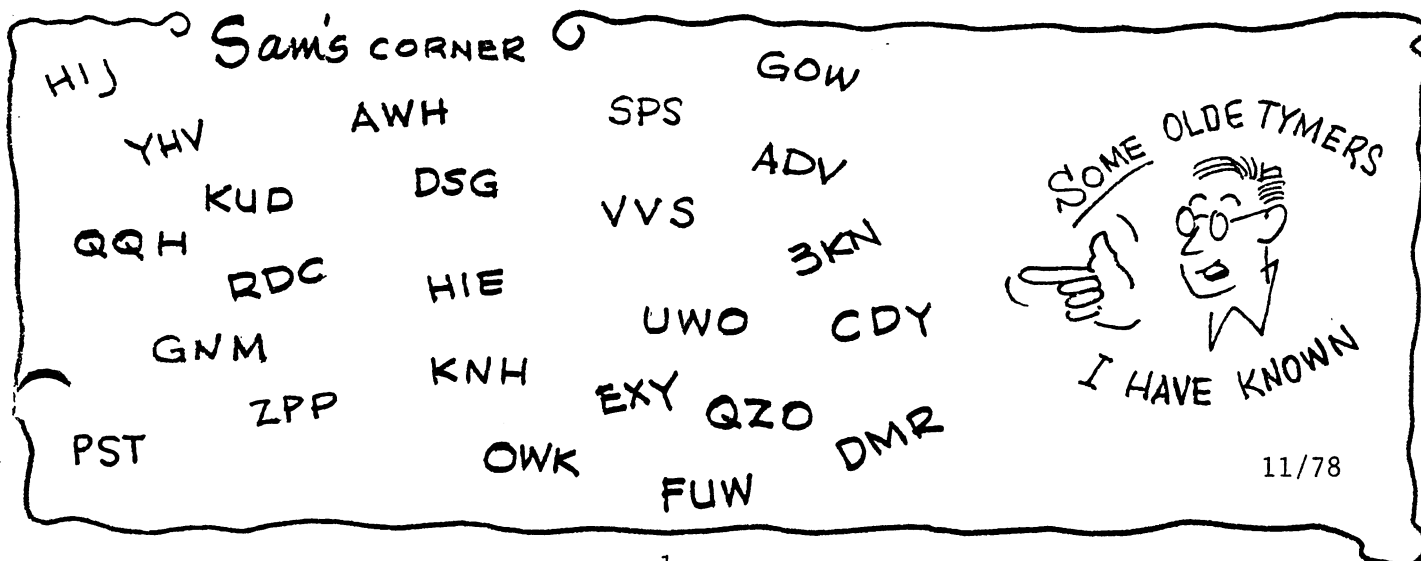 Sam's CORNER
HIJ
GOW
AWH
SPS
YHV
ADV
KUD
DSG
VVS
QQH
3KN
RDC
HIE
UWO
CDY
GNM
KNH
EXY
QZO
ZPP
DMR
PST
OWK
FUW
SOME OLDE TYMERS
I HAVE KNOWN
11/78